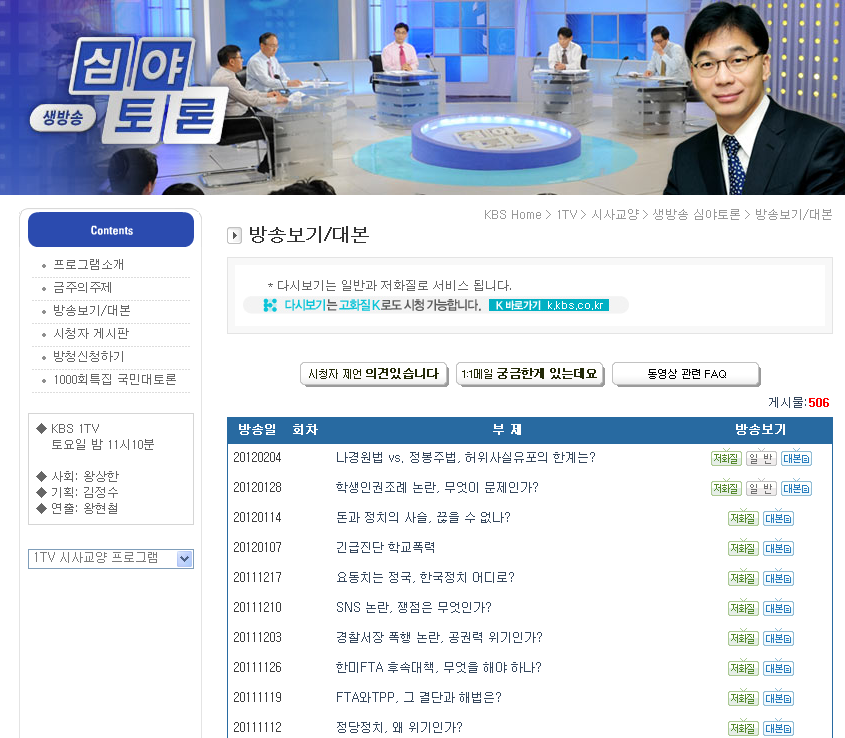 심야
생방송 토론
Contents
프로그램소개
금주의주제
방송보기/대본
시청자 게시판
방청신청하기
1000회특집 국민대토론
◆ KBS 1TV
토요일 밤 11시10분
◆ 사회: 왕상한
◆ 기획: 김정수
◆ 연출: 왕현철
1TV 시사교양 프로그램
KBS Home > 1TV > 시사교양 > 생방송 심야토론 > 방송보기/대본
방송보기/대본
* 다시보기는 일반과 저화질로 서비스 됩니다.
다시보기는 고화질 K로도 시청 가능합니다. K 바로가기 k.kbs.co.kr
시청자 제언 의견있습니다 1:1메일 궁금한게 있는데요 동영상 관련 FAQ
게시물:506
방송일 회차 부 제 방송보기
20120204 나경원법 vs. 정봉주법, 허위사실유포의 한계는? 저화질 일 반 대본
20120128 학생인권조례 논란, 무엇이 문제인가? 저화질 일 반 대본
20120114 돈과 정치의 사슬, 끊을 수 없나? 저화질 대본
20120107 긴급진단 학교폭력 저화질 대본
20111217 요동치는 정국, 한국정치 어디로? 저화질 대본
20111210 SNS 논란, 쟁점은 무엇인가? 저화질 대본
20111203 경찰서장 폭행 논란, 공권력 위기인가? 저화질 대본
20111126 한미FTA 후속대책, 무엇을 해야 하나? 저화질 대본
20111119 FTA와TPP, 그 결단과 해법은? 저화질 대본
20111112 정당정치, 왜 위기인가? 저화질 대본